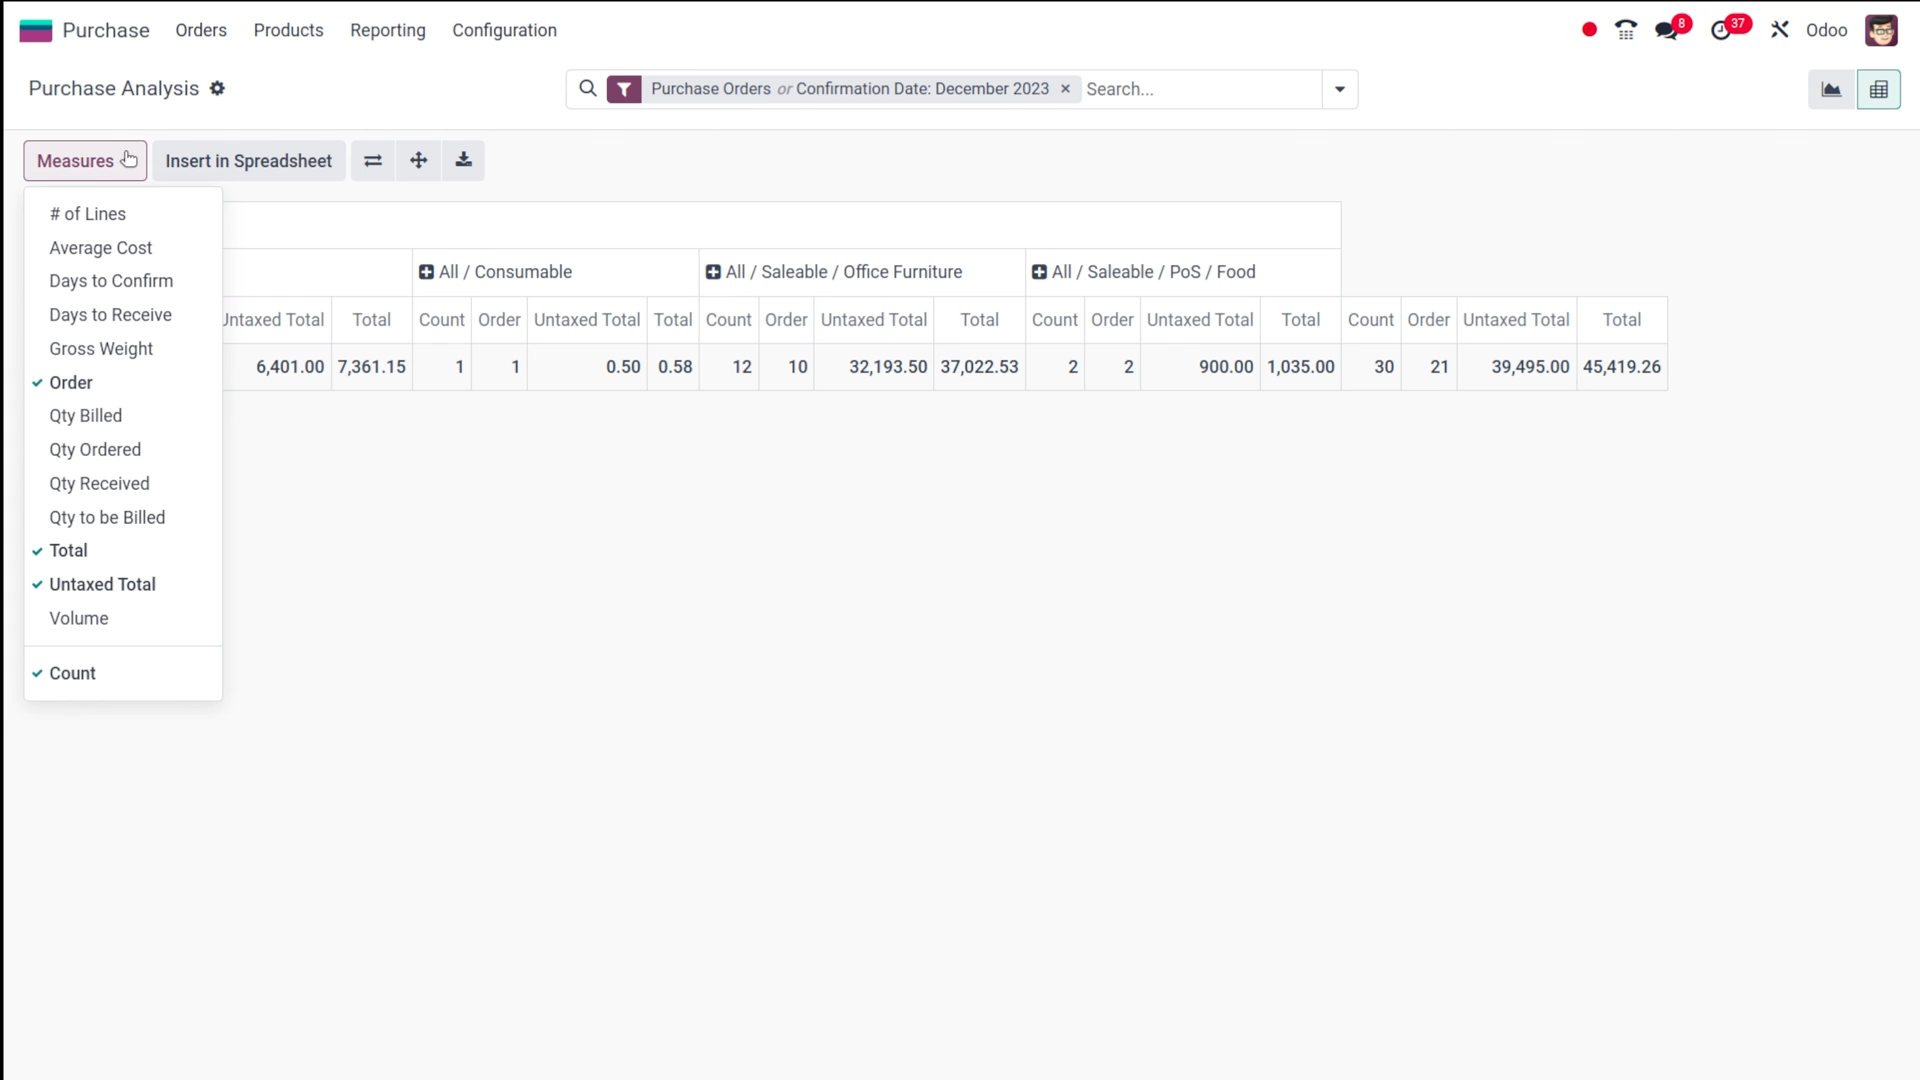 Purchase Orders Products Reporting Configuration 8 37 Odoo
Purchase Analysis Purchase Orders or Confirmation Date: December 2023 × Search...
Measures Insert in Spreadsheet
# of Lines
Average Cost
Days to Confirm
Days to Receive
Gross Weight
Order
Qty Billed
Qty Ordered
Qty Received
Qty to be Billed
Total
Untaxed Total
Volume
Count
All / Consumable All / Saleable / Office Furniture All / Saleable / PoS / Food
Untaxed Total Total Count Order Untaxed Total Total Count Order Untaxed Total Total Count Order Untaxed Total Total Count Order Untaxed Total Total
6,401.00 7,361.15 1 1 0.50 0.58 12 10 32,193.50 37,022.53 2 2 900.00 1,035.00 30 21 39,495.00 45,419.26